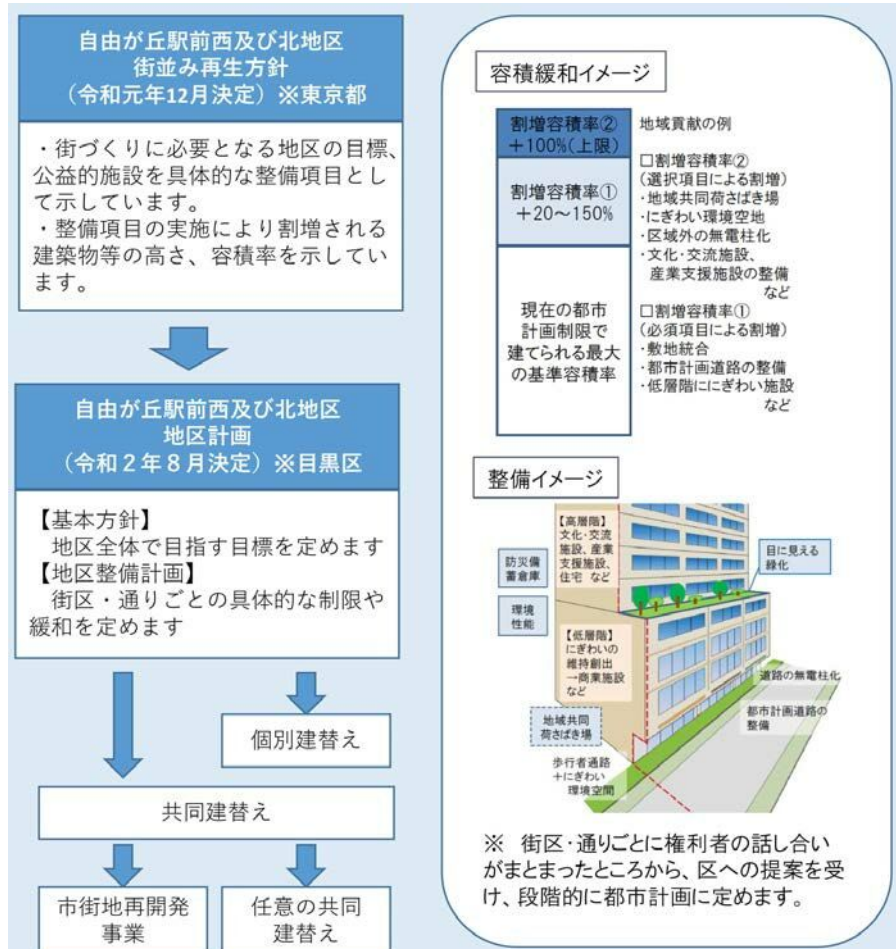 自由が丘駅前西及び北地区
街並み再生方針
（令和元年12月決定）※東京都
・街づくりに必要となる地区の目標、
公益的施設を具体的な整備項目とし
て示しています。
・整備項目の実施により割増される
建築物等の高さ、容積率を示してい
ます。
自由が丘駅前西及び北地区
地区計画
（令和２年８月決定）※目黒区
【基本方針】
地区全体で目指す目標を定めます
【地区整備計画】
街区・通りごとの具体的な制限や
緩和を定めます
個別建替え
共同建替え
市街地再開発
事業
任意の共同
建替え
容積緩和イメージ
割増容積率②
+100%(上限)
割増容積率①
+20～150%
現在の都市
計画制限で
建てられる最大
の基準容積率
地域貢献の例
□割増容積率②
(選択項目による割増)
・地域共同荷さばき場
・にぎわい環境空地
・区域外の無電柱化
・文化・交流施設、
産業支援施設の整備
など
□割増容積率①
(必須項目による割増)
・敷地統合
・都市計画道路の整備
・低層階ににぎわい施設
など
整備イメージ
【高層階】
文化・交流
施設、産業
支援施設、
住宅 など
防災備
蓄倉庫
目に見える
緑化
環境
性能
【低層階】
にぎわいの
維持創出
→商業施設
など
道路の無電柱化
都市計画道路の
整備
地域共同
荷さばき場
歩行者通路
＋にぎわい
環境空間
※ 街区・通りごとに権利者の話し合い
がまとまったところから、区への提案を受
け、段階的に都市計画に定めます。